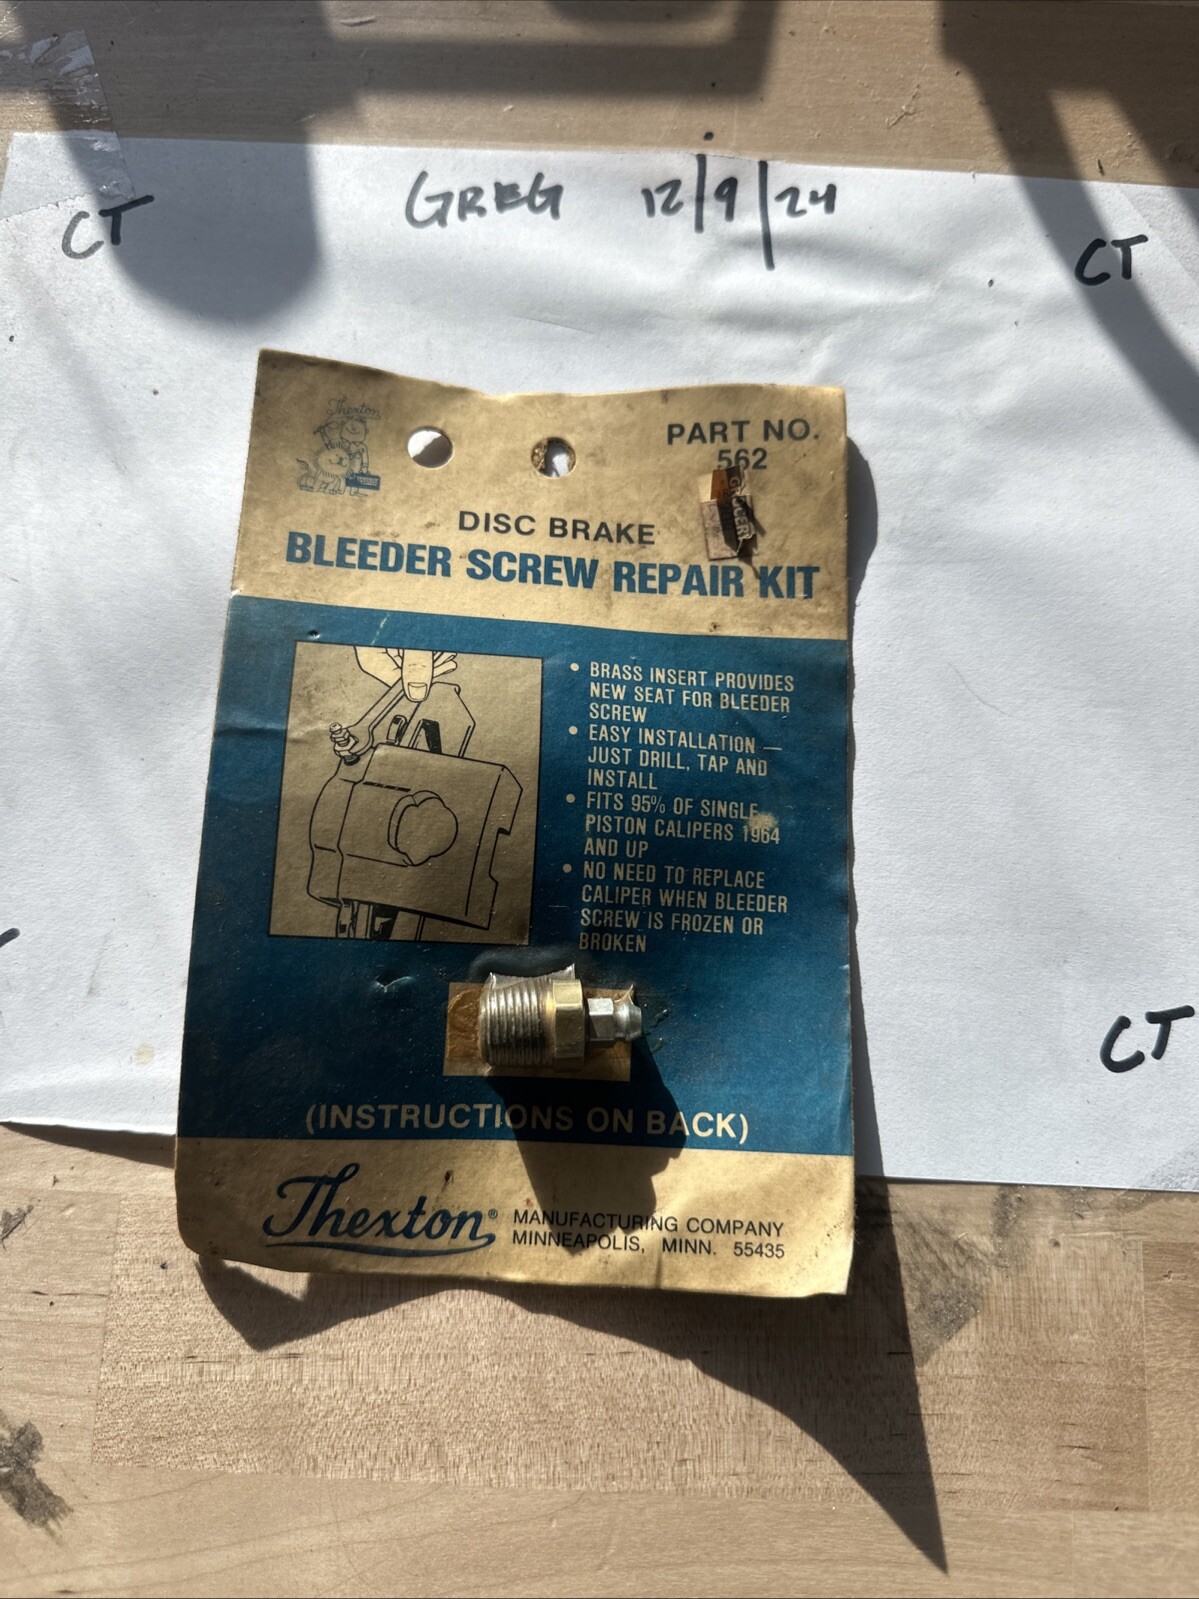 GREG 12/9/24
CT
CT
Thexton
PART NO.
562
GROCERY
DISC BRAKE
BLEEDER SCREW REPAIR KIT
• BRASS INSERT PROVIDES
NEW SEAT FOR BLEEDER
SCREW
• EASY INSTALLATION —
JUST DRILL, TAP AND
INSTALL
• FITS 95% OF SINGLE
PISTON CALIPERS 1964
AND UP
• NO NEED TO REPLACE
CALIPER WHEN BLEEDER
SCREW IS FROZEN OR
BROKEN
CT
(INSTRUCTIONS ON BACK)
Thexton® MANUFACTURING COMPANY
MINNEAPOLIS, MINN. 55435